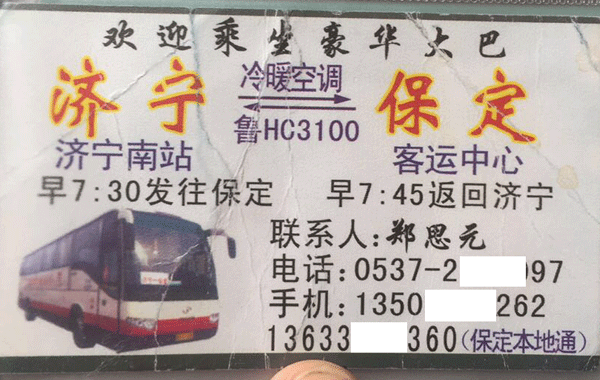 欢迎乘坐豪华大巴
济宁 冷暖空调 保定
鲁HC3100
济宁南站 客运中心
早7:30发往保定 早7:45返回济宁
联系人:郑思元
电话:0537-2 097
手机:1350 262
13633 360(保定本地通)